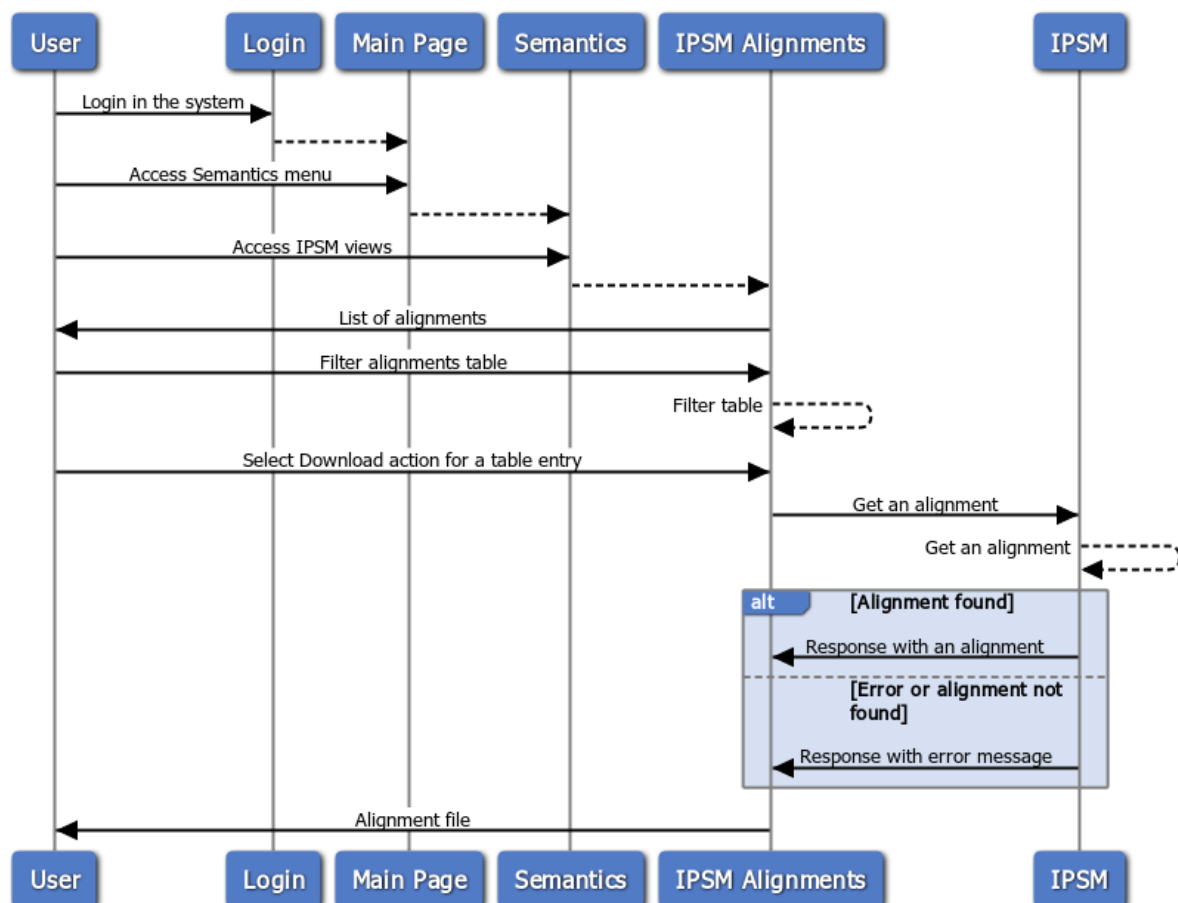 User Login Main Page Semantics IPSM Alignments IPSM
Login in the system
Access Semantics menu
Access IPSM views
List of alignments
Filter alignments table
Filter table
Select Download action for a table entry
Get an alignment
Get an alignment
alt [Alignment found]
Response with an alignment
[Error or alignment not
found]
Response with error message
Alignment file
User Login Main Page Semantics IPSM Alignments IPSM